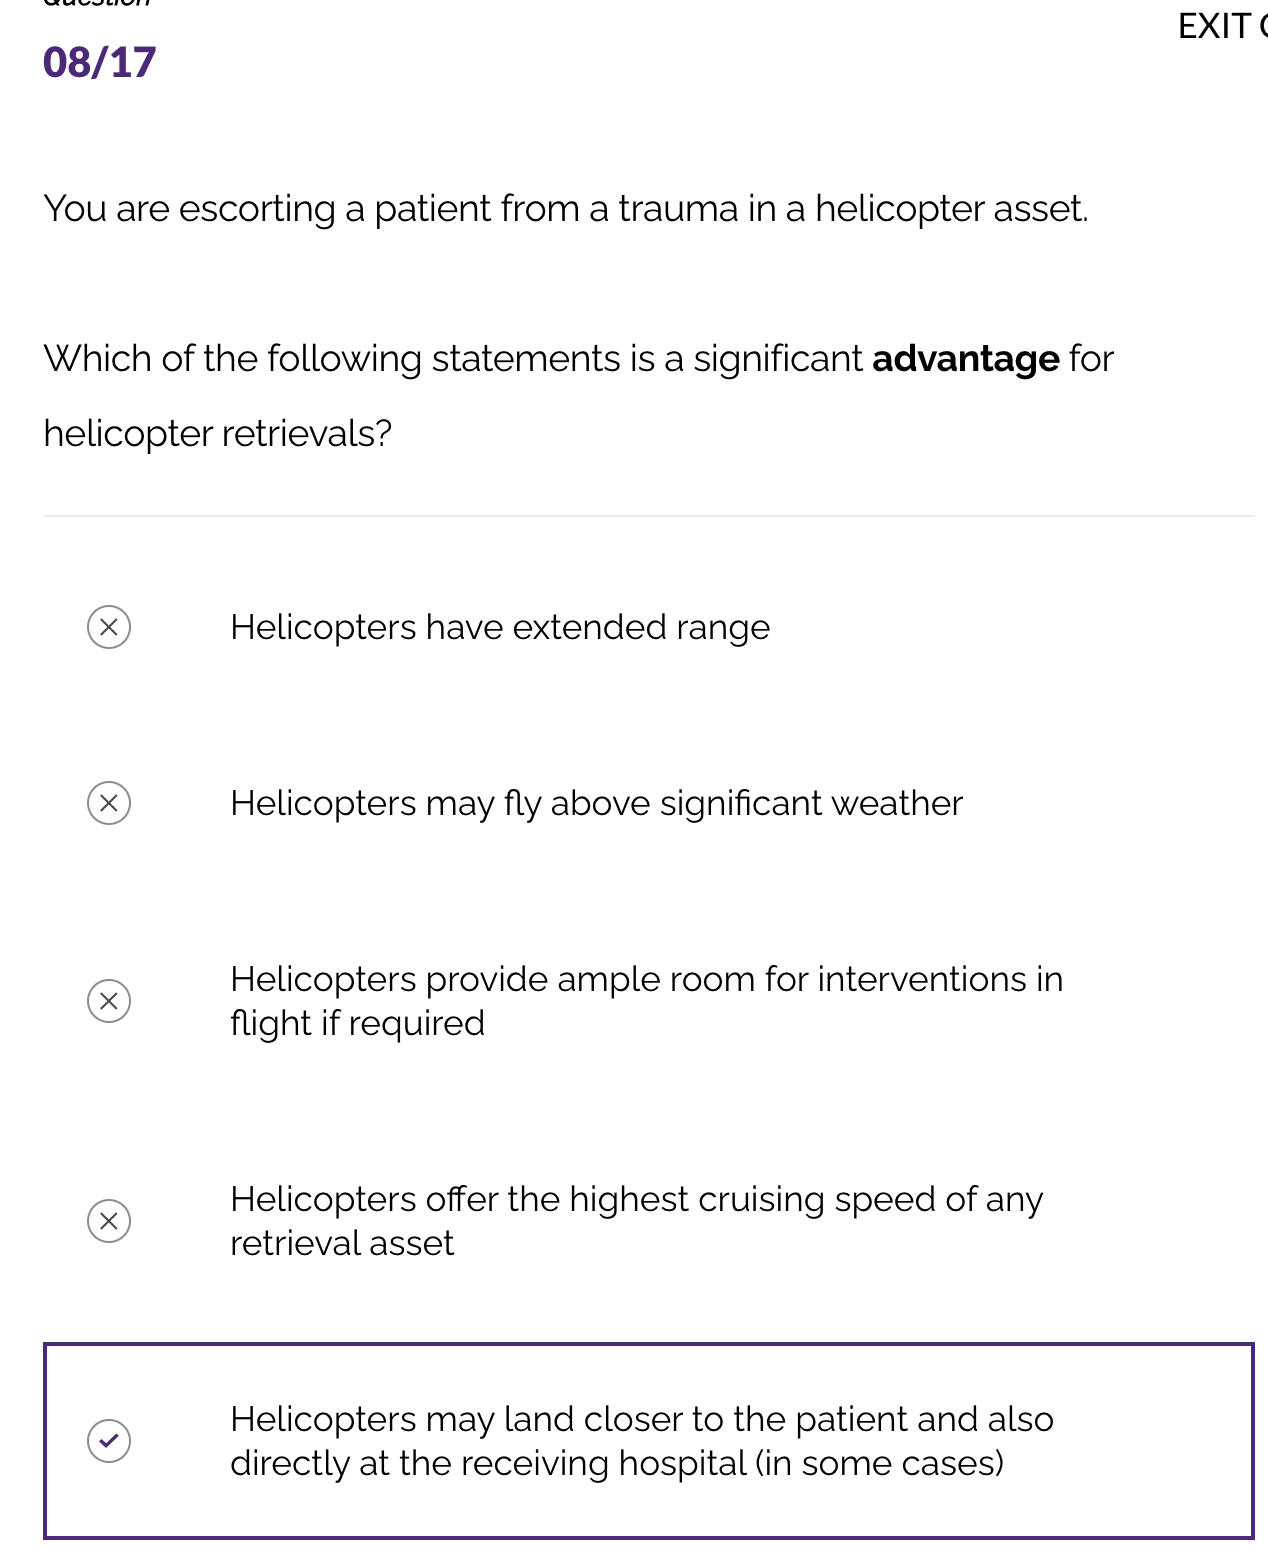 Question
EXIT
08/17
You are escorting a patient from a trauma in a helicopter asset.
Which of the following statements is a significant advantage for
helicopter retrievals?
Helicopters have extended range
Helicopters may fly above significant weather
Helicopters provide ample room for interventions in
flight if required
Helicopters offer the highest cruising speed of any
retrieval asset
Helicopters may land closer to the patient and also
directly at the receiving hospital (in some cases)